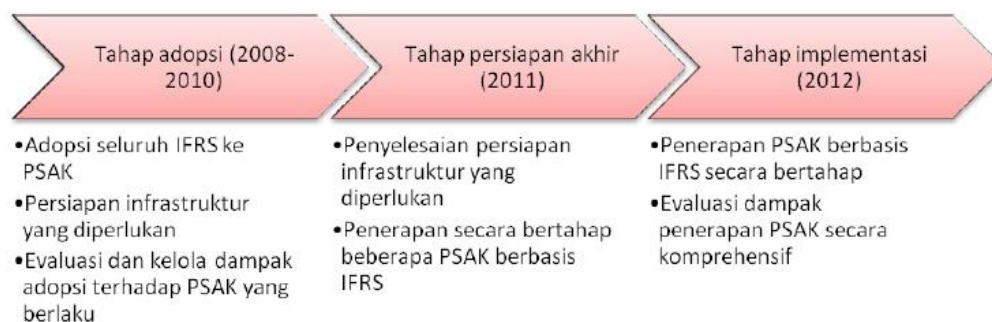 Tahap adopsi (2008-
2010)
•Adopsi seluruh IFRS ke
PSAK
•Persiapan infrastruktur
yang diperlukan
•Evaluasi dan kelola dampak
adopsi terhadap PSAK yang
berlaku
Tahap persiapan akhir
(2011)
•Penyelesaian persiapan
infrastruktur yang
diperlukan
•Penerapan secara bertahap
beberapa PSAK berbasis
IFRS
Tahap implementasi
(2012)
•Penerapan PSAK berbasis
IFRS secara bertahap
•Evaluasi dampak
penerapan PSAK secara
komprehensif